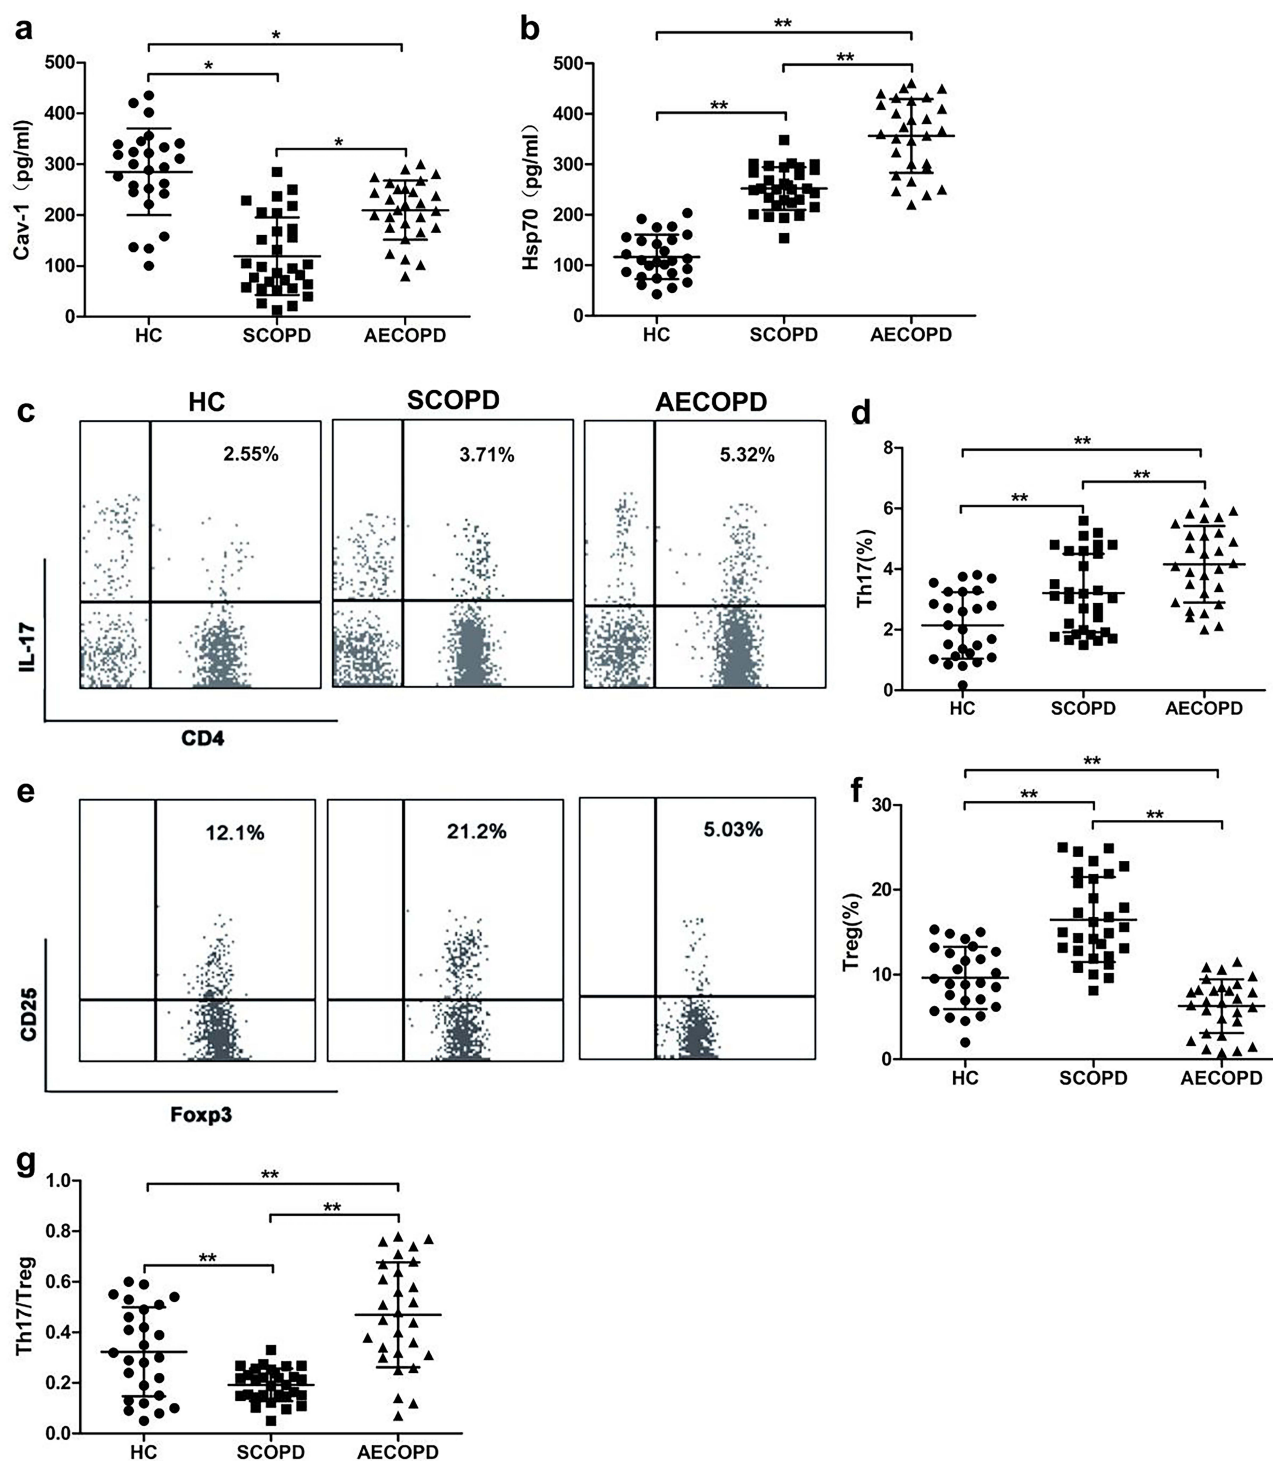 a
*
*
*
Cav-1 (pg/ml)
500
400
300
200
100
0
HC SCOPD AECOPD
b
**
**
**
Hsp70 (pg/ml)
500
400
300
200
100
0
HC SCOPD AECOPD
c
HC SCOPD AECOPD
2.55% 3.71% 5.32%
IL-17
CD4
d
**
**
**
Th17(%)
8
6
4
2
0
HC SCOPD AECOPD
e
12.1% 21.2% 5.03%
CD25
Foxp3
f
**
**
**
Treg(%)
30
20
10
0
HC SCOPD AECOPD
g
**
**
**
Th17/Treg
1.0
0.8
0.6
0.4
0.2
0.0
HC SCOPD AECOPD